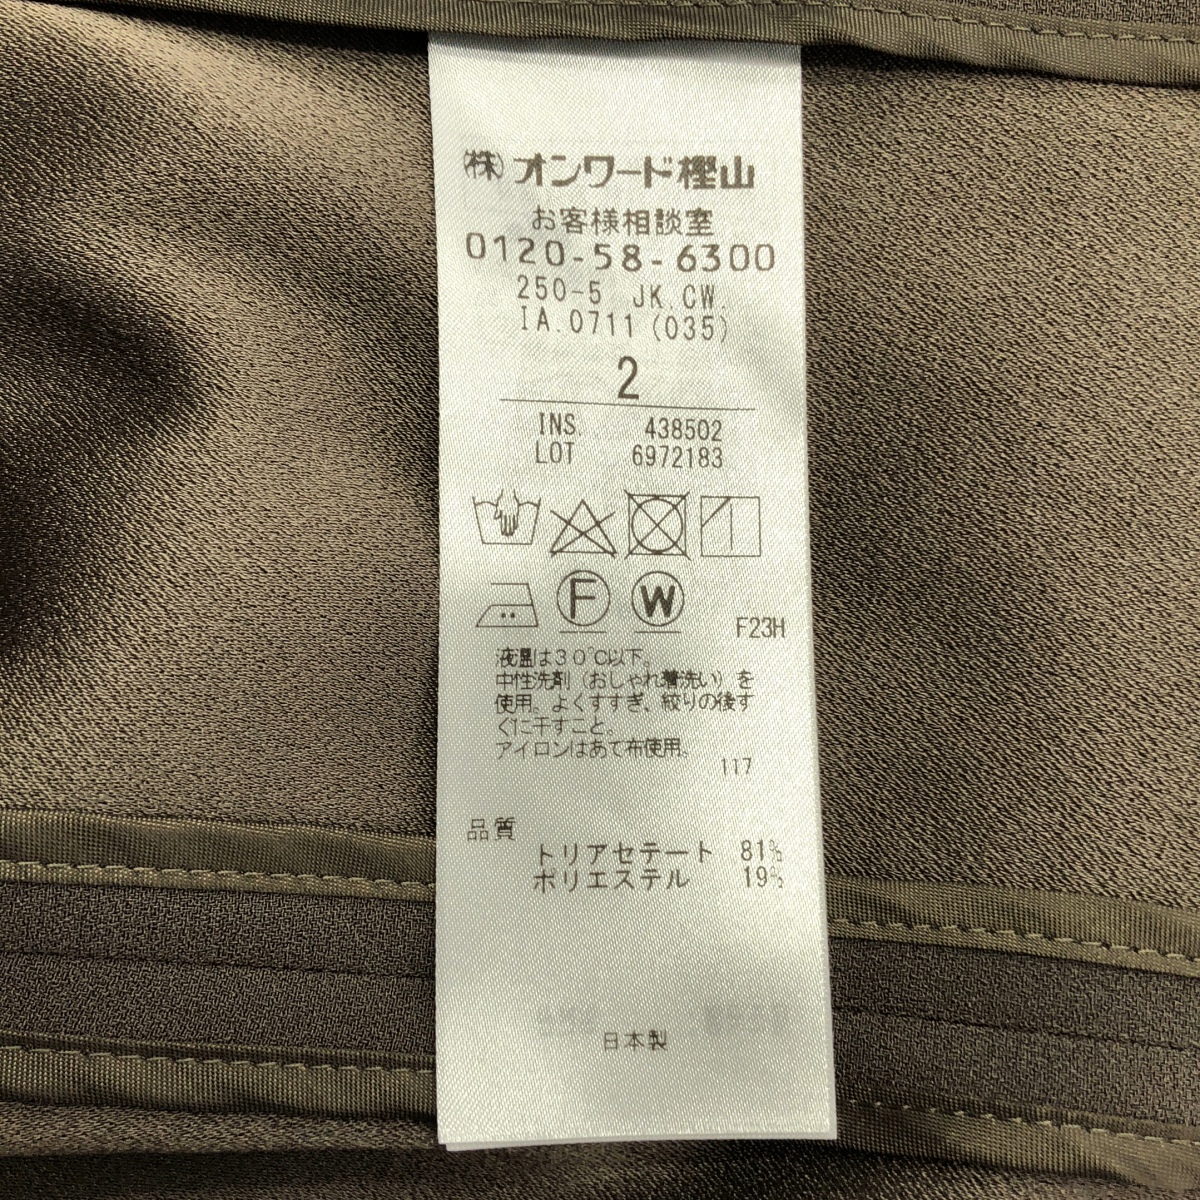 ㈱オンワード樫山
お客様相談室
0120-58-6300
250-5 JK.CW.
IA.0711(035)
2
INS. 438502
LOT 6972183
F W
F23H
液温は30℃以下。
中性洗剤(おしゃれ着洗い)を
使用。よくすすぎ、絞りの後す
ぐに干すこと。
アイロンはあて布使用。
117
品質
トリアセテート 81%
ポリエステル 19%
日本製